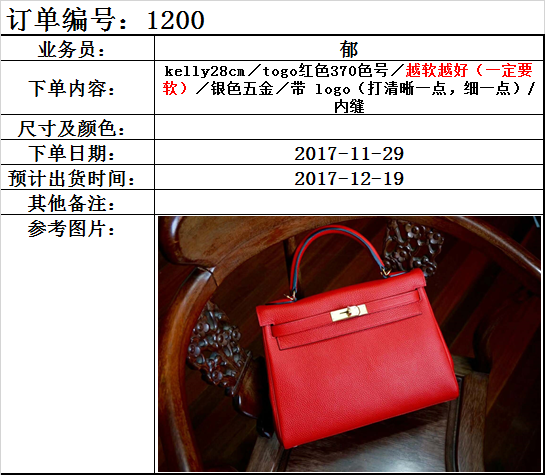 订单编号：1200
业务员： 郁
下单内容： kelly28cm／togo红色370色号／越软越好（一定要
软）／银色五金／带 logo（打清晰一点，细一点）/
内缝
尺寸及颜色：
下单日期： 2017-11-29
预计出货时间： 2017-12-19
其他备注：
参考图片：